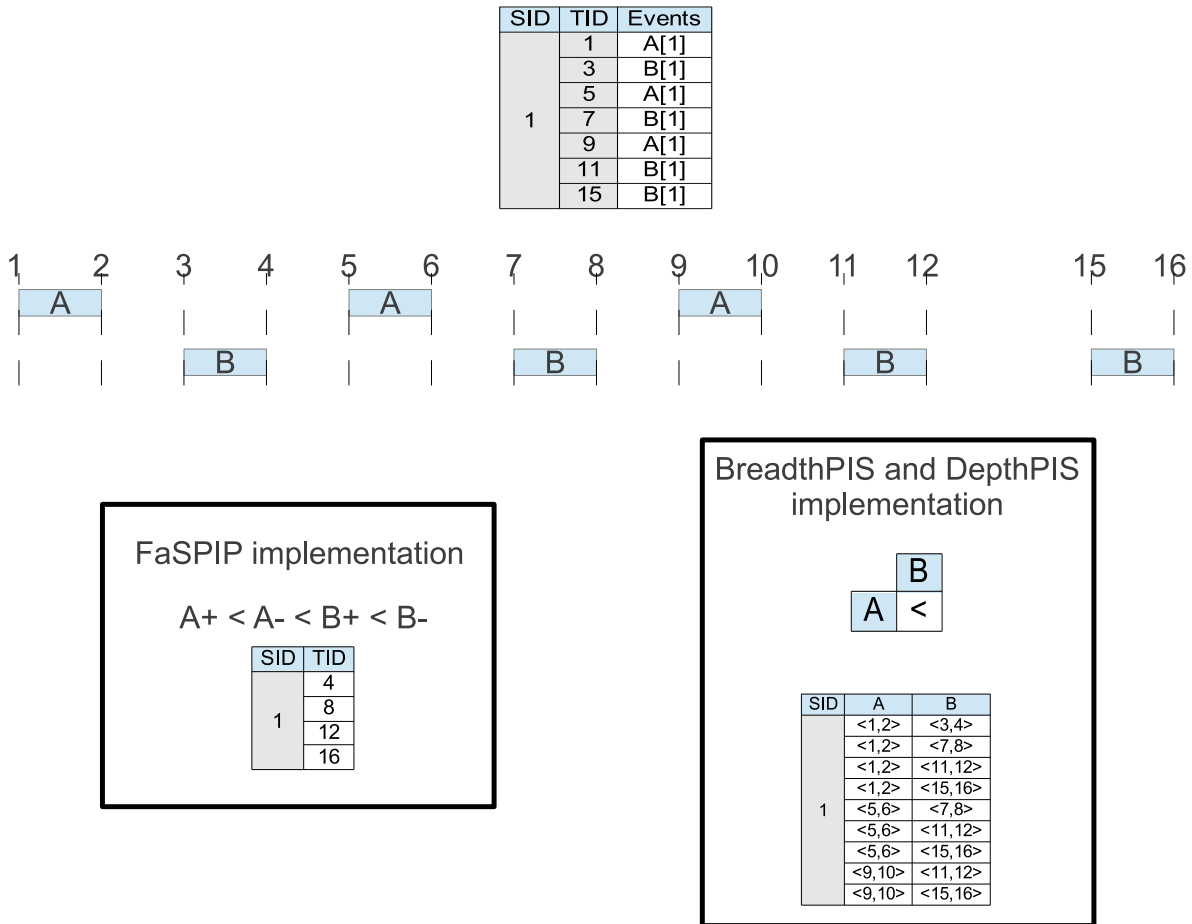 SID TID Events
1
1 A[1]
3 B[1]
5 A[1]
7 B[1]
9 A[1]
11 B[1]
15 B[1]
1 2 3 4 5 6 7 8 9 10 11 12 15 16
A A A
B B B B
FaSPIP implementation
A+ < A- < B+ < B-
SID TID
1
4
8
12
16
BreadthPIS and DepthPIS
implementation
B
A <
SID A B
1
<1,2> <3,4>
<1,2> <7,8>
<1,2> <11,12>
<1,2> <15,16>
<5,6> <7,8>
<5,6> <11,12>
<5,6> <15,16>
<9,10> <11,12>
<9,10> <15,16>